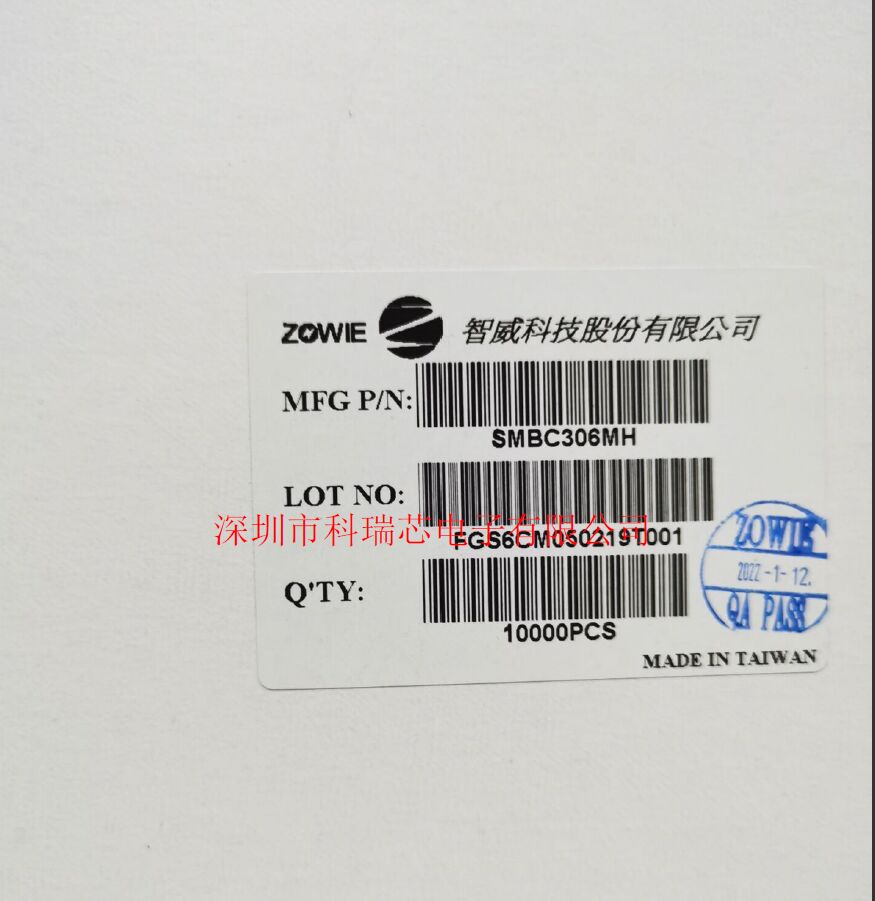 ZOWIE 智威科技股份有限公司
MFG P/N:
SMBC306MH
LOT NO:
深圳市科瑞芯电子有限公司
FGS6CM050219T001
Q'TY:
10000PCS
ZOWIE
2022-1-12.
QA PASS
MADE IN TAIWAN